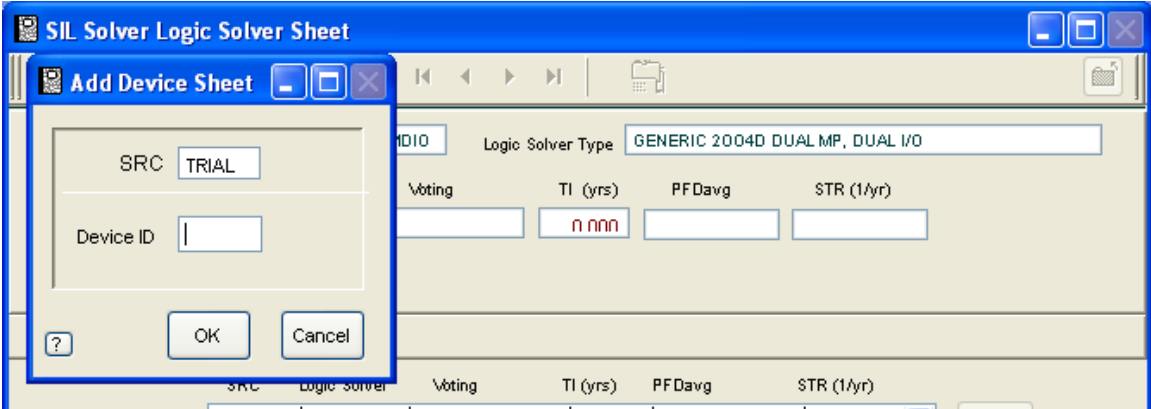 SIL Solver Logic Solver Sheet
Add Device Sheet
SRC TRIAL
Device ID
OK Cancel
?
Logic Solver Type GENERIC 2OO4D DUAL MP, DUAL I/O
Voting TI (yrs) PFDavg STR (1/yr)
0.000
SRC Logic Solver Voting TI (yrs) PFDavg STR (1/yr)